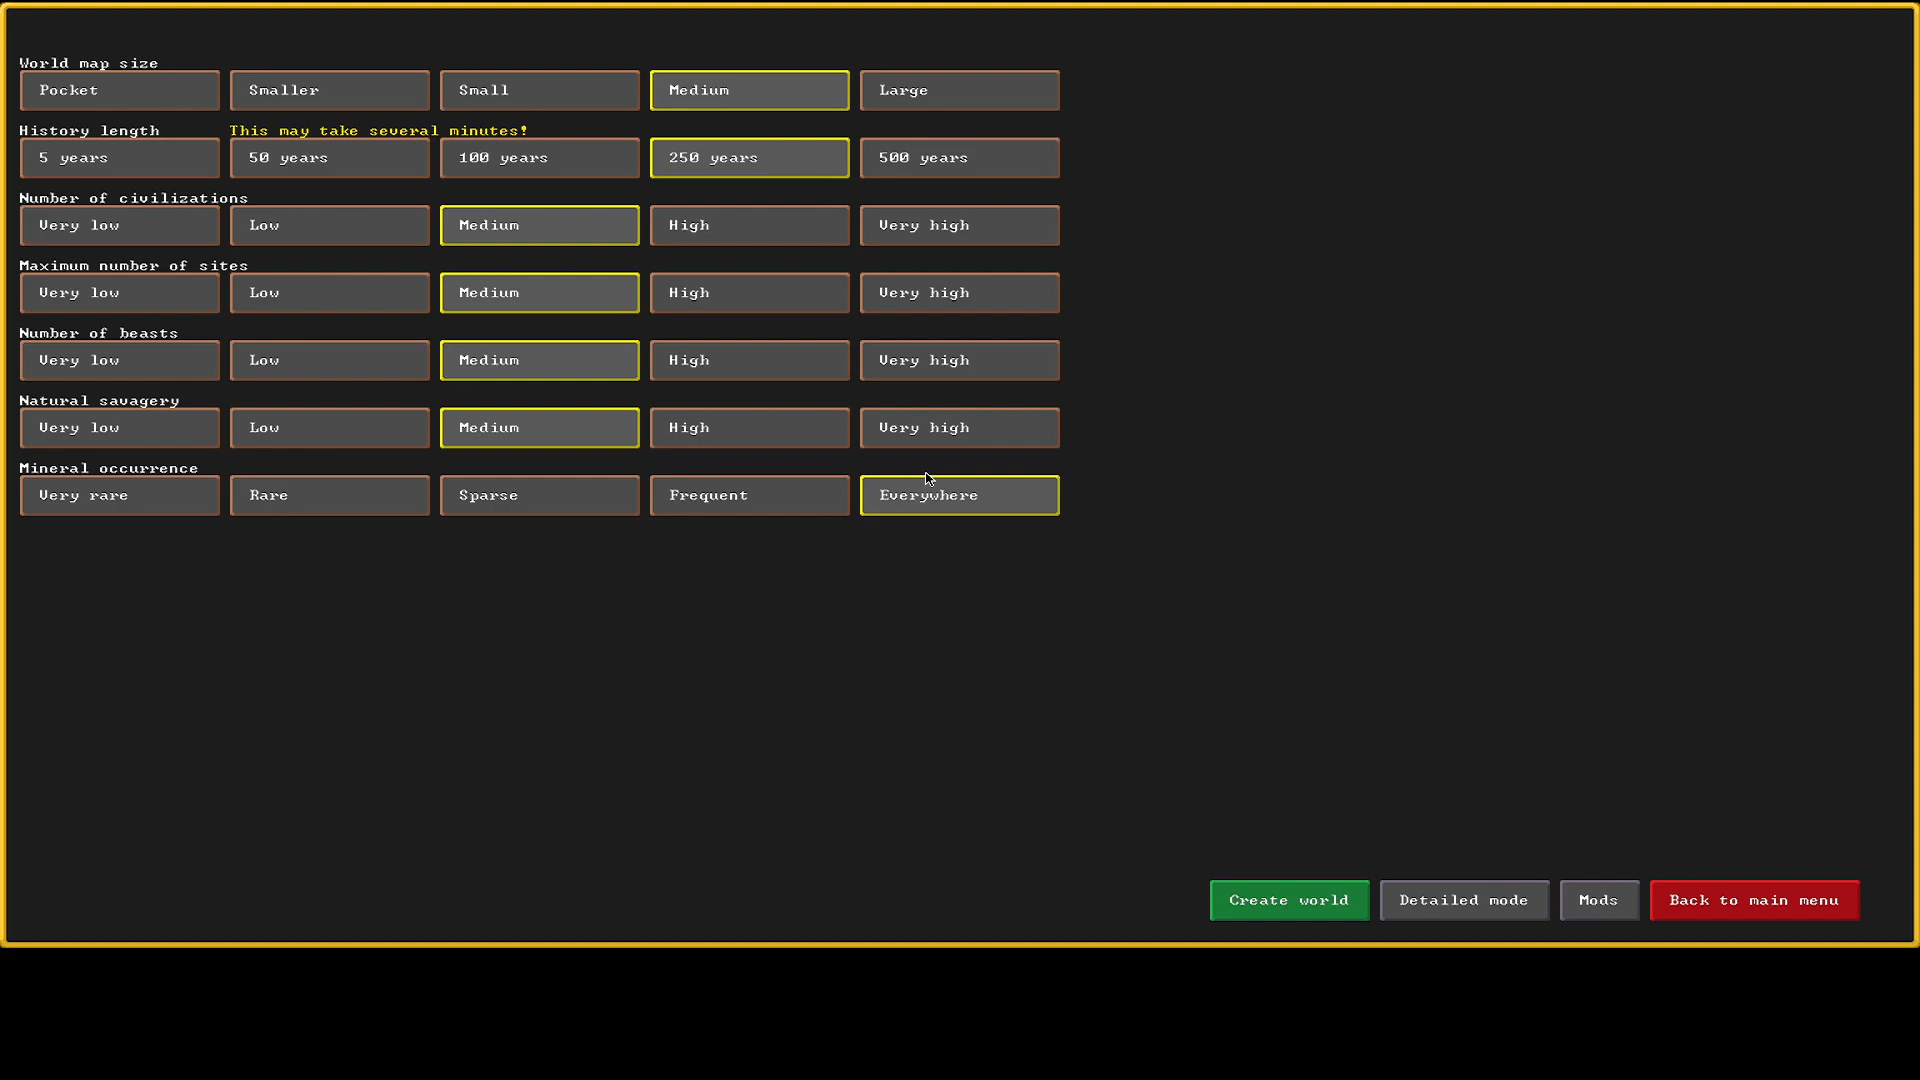 World map size
Pocket Smaller Small Medium Large
History length This may take several minutes!
5 years 50 years 100 years 250 years 500 years
Number of civilizations
Very low Low Medium High Very high
Maximum number of sites
Very low Low Medium High Very high
Number of beasts
Very low Low Medium High Very high
Natural savagery
Very low Low Medium High Very high
Mineral occurrence
Very rare Rare Sparse Frequent Everywhere
Create world Detailed mode Mods Back to main menu